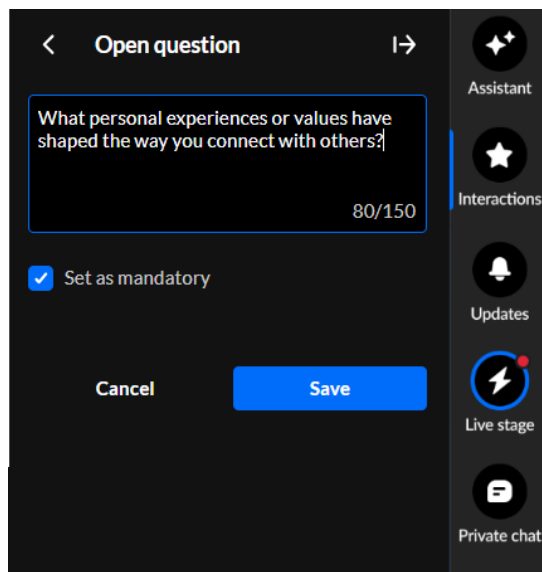 Open question
What personal experiences or values have
shaped the way you connect with others?
80/150
Set as mandatory
Cancel
Save
Assistant
Interactions
Updates
Live stage
Private chat